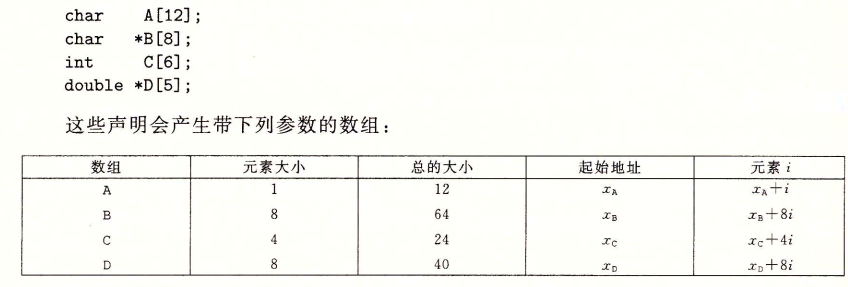 char A[12];
char *B[8];
int C[6];
double *D[5];
这些声明会产生带下列参数的数组：
数组 元素大小 总的大小 起始地址 元素 i
A 1 12 x_A x_A+i
B 8 64 x_B x_B+8i
C 4 24 x_C x_C+4i
D 8 40 x_D x_D+8i